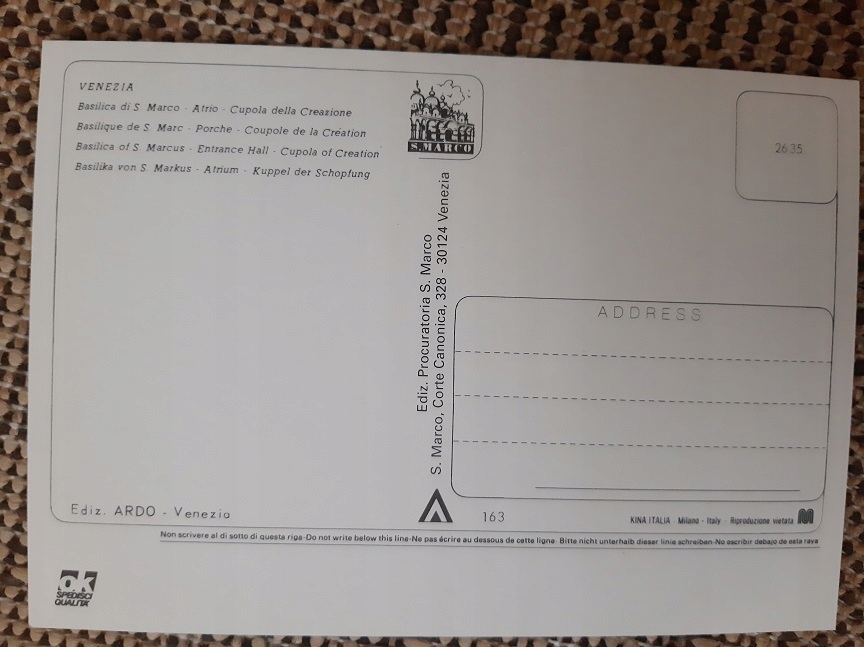 VENEZIA
Basilica di S. Marco - Atrio - Cupola della Creazione
Basilique de S. Marc - Porche - Coupole de la Création
Basilica of S. Marcus - Entrance Hall - Cupola of Creation
Basilika von S. Markus - Atrium - Kuppel der Schopfung
S. MARCO
2635
Ediz. Procuratoria S. Marco
S. Marco, Corte Canonica, 328 - 30124 Venezia
ADDRESS
Ediz. ARDO - Venezia
163
KINA ITALIA - Milano - Italy - Riproduzione vietata
Non scrivere al di sotto di questa riga-Do not write below this line-Ne pas écrire au dessous de cette ligne- Bitte nicht unterhalb dieser linie schreiben-No escribir debajo de esta raya
ok
SPEDISCI
QUALITA'